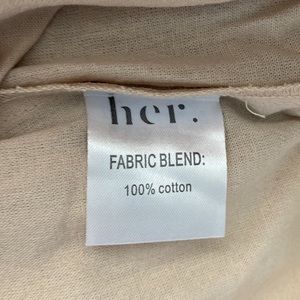 her.
FABRIC BLEND:
100% cotton